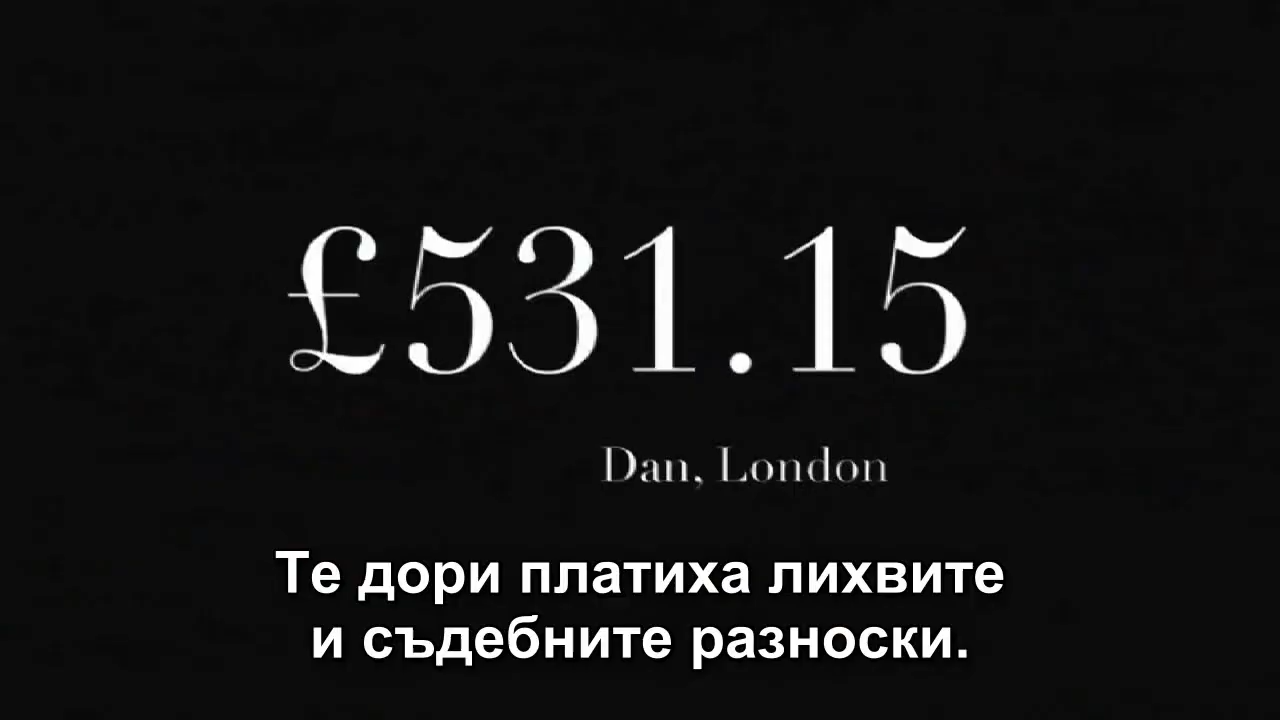 £531.15
Dan, London
Те дори платиха лихвите
и съдебните разноски.